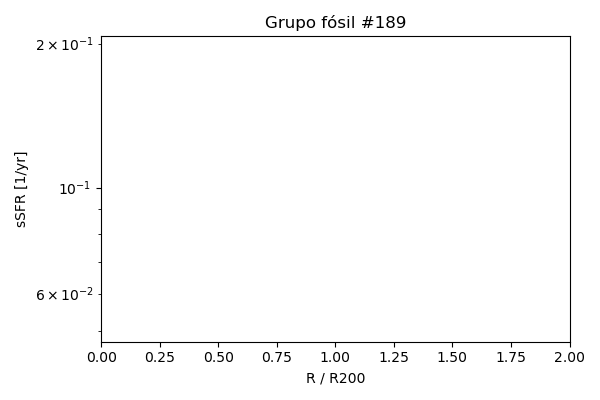 Grupo fósil #189
sSFR [1/yr]
2 × 10⁻¹
10⁻¹
6 × 10⁻²
0.00 0.25 0.50 0.75 1.00 1.25 1.50 1.75 2.00
R / R200